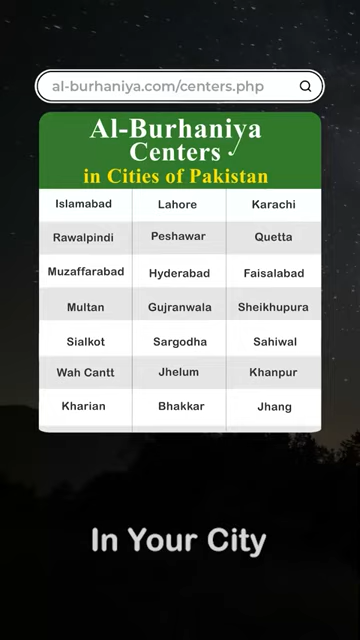 al-burhaniya.com/centers.php
Al-Burhaniya
Centers
in Cities of Pakistan
Islamabad Lahore Karachi
Rawalpindi Peshawar Quetta
Muzaffarabad Hyderabad Faisalabad
Multan Gujranwala Sheikhupura
Sialkot Sargodha Sahiwal
Wah Cantt Jhelum Khanpur
Kharian Bhakkar Jhang
In Your City